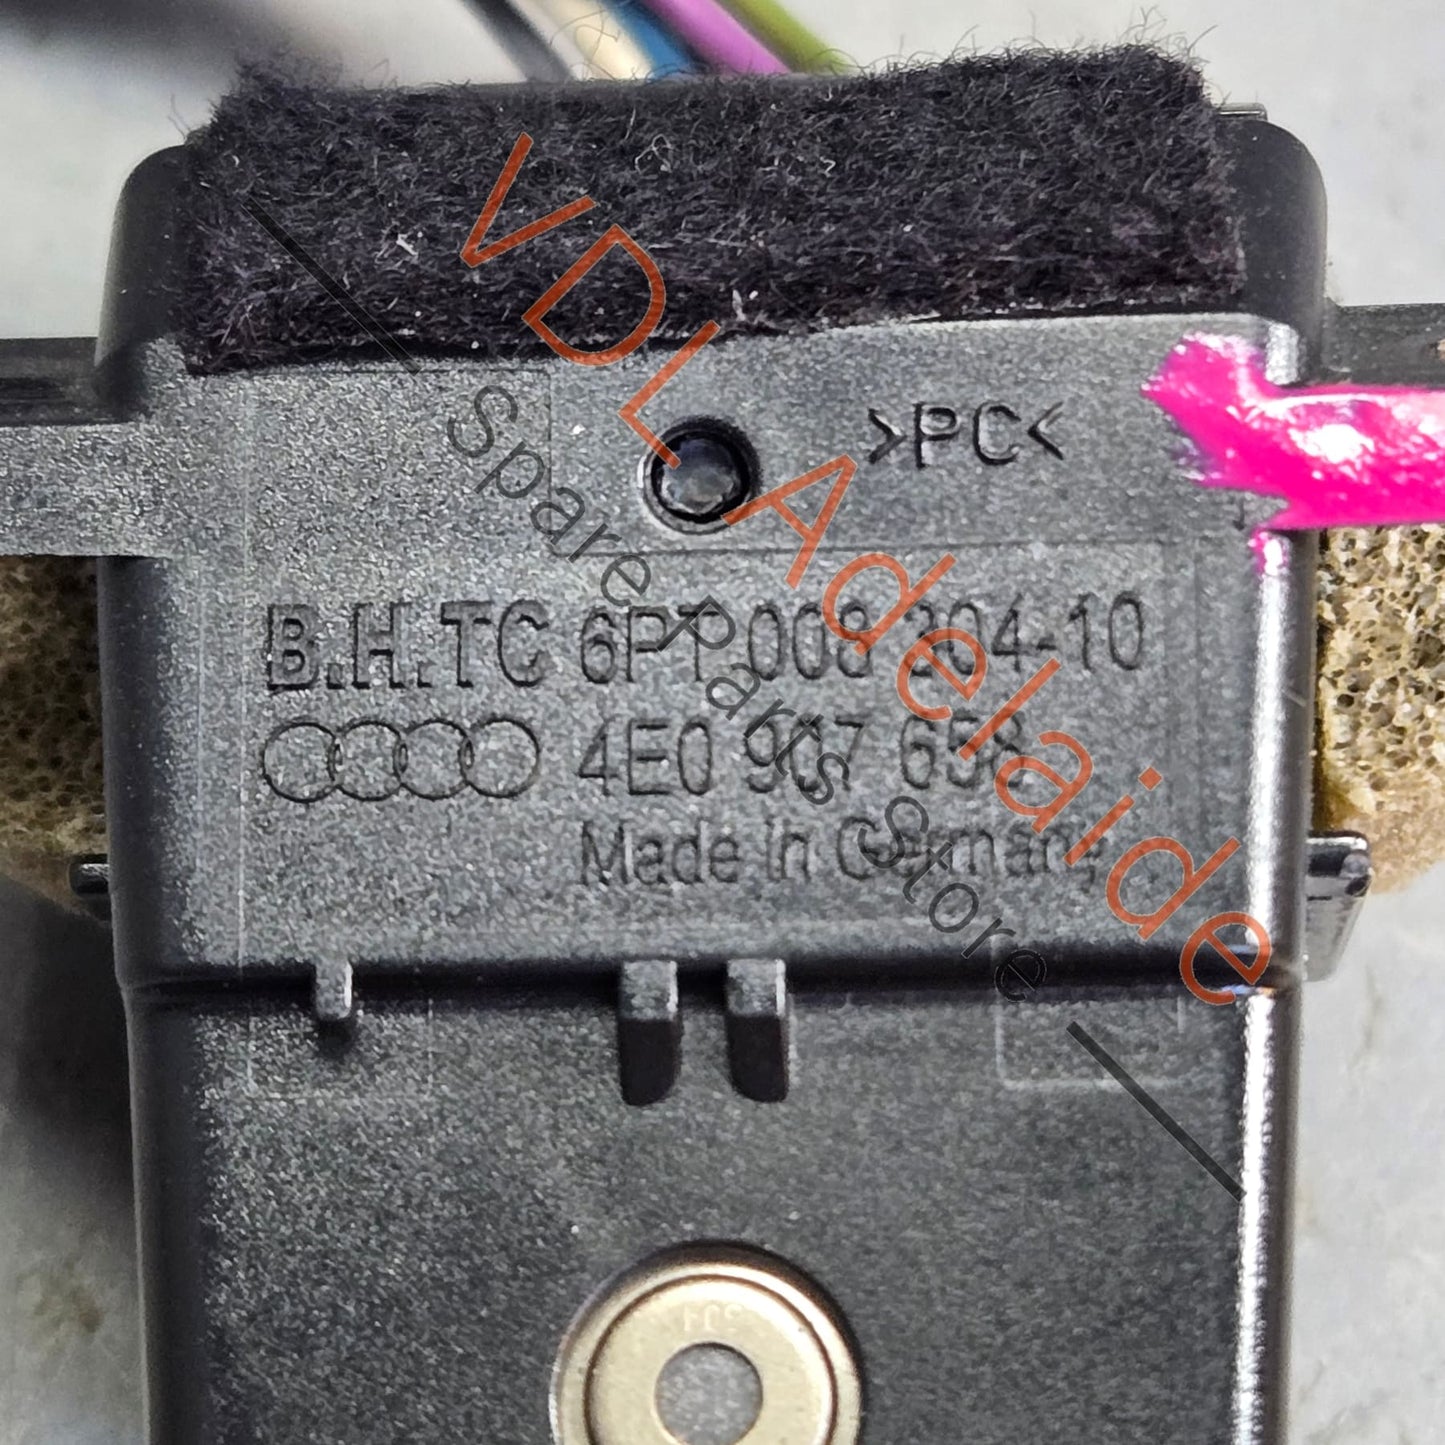 >PC<
B.H.TC 6PT 008 204-10
4E0 907 658
Made in Germany
VDL Adelaide
Spare Parts Store